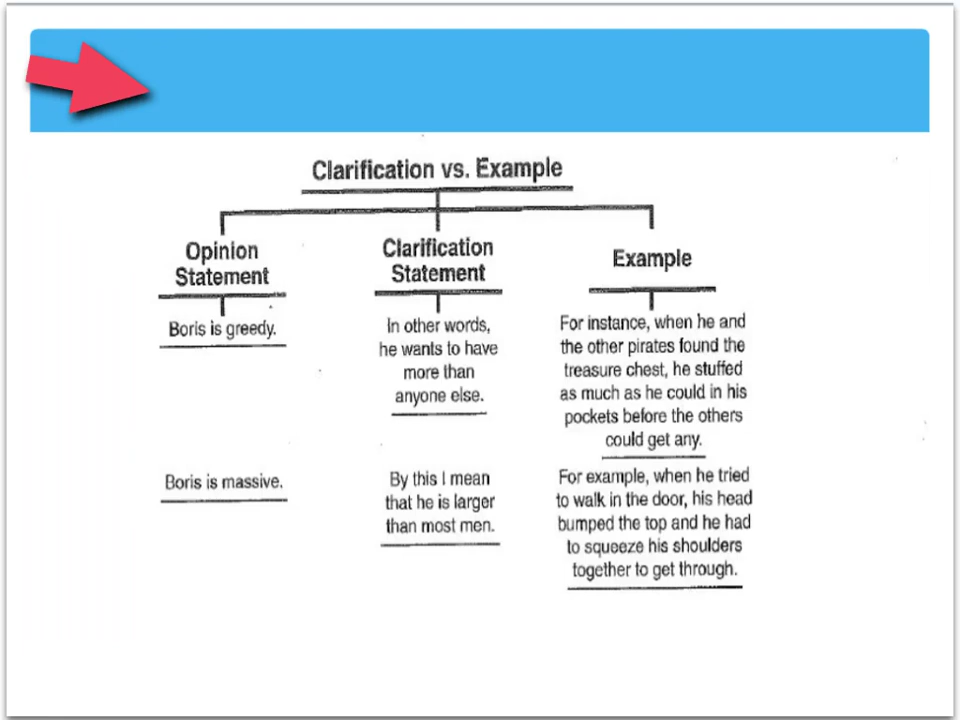 Clarification vs. Example
Opinion
Statement
Clarification
Statement
Example
Boris is greedy.
In other words,
he wants to have
more than
anyone else.
For instance, when he and
the other pirates found the
treasure chest, he stuffed
as much as he could in his
pockets before the others
could get any.
Boris is massive.
By this I mean
that he is larger
than most men.
For example, when he tried
to walk in the door, his head
bumped the top and he had
to squeeze his shoulders
together to get through.